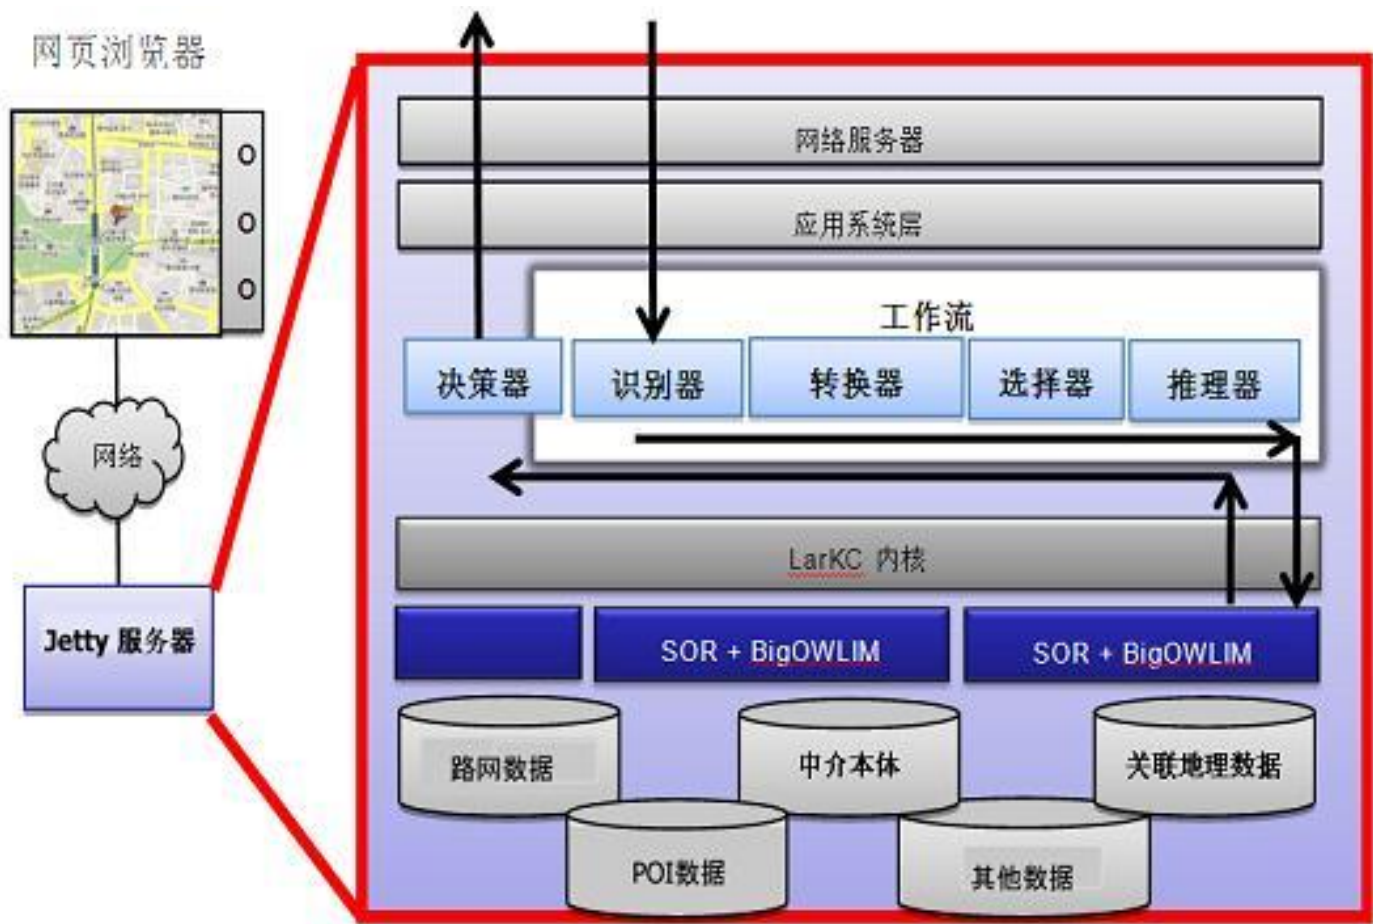 网页浏览器
网络
Jetty 服务器
网络服务器
应用系统层
工作流
决策器
识别器
转换器
选择器
推理器
LarKC 内核
SOR + BigOWLIM
SOR + BigOWLIM
路网数据
中介本体
关联地理数据
POI数据
其他数据